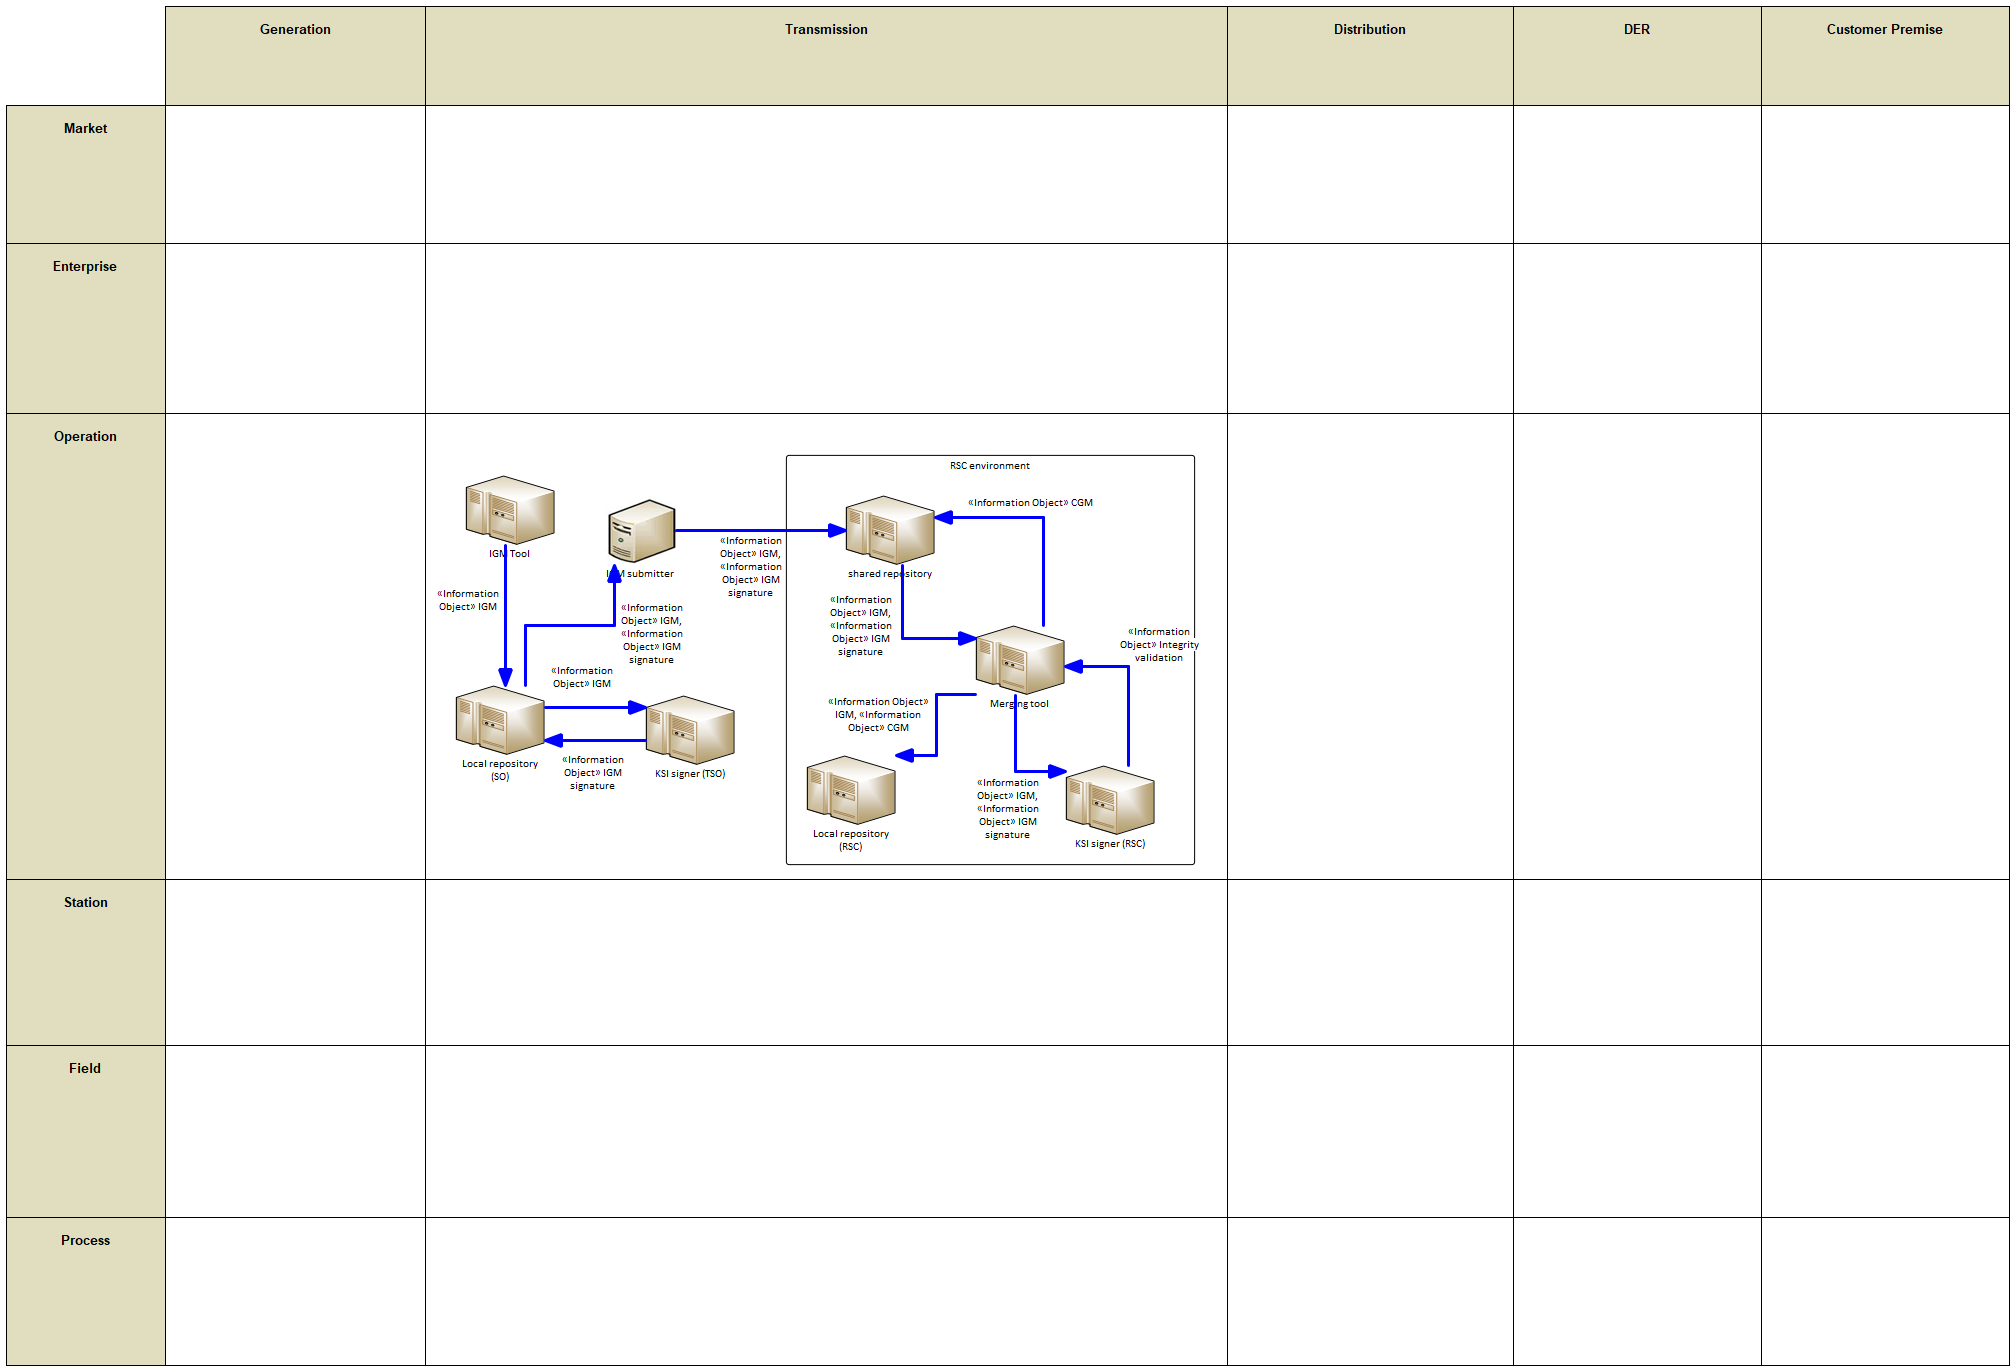 Generation
Transmission
Distribution
DER
Customer Premise
Market
Enterprise
Operation
RSC environment
IGM Tool
IGM submitter
shared repository
«Information Object» CGM
«Information
Object» IGM,
«Information
Object» IGM
signature
«Information
Object» IGM
«Information
Object» IGM,
«Information
Object» IGM
signature
«Information
Object» IGM,
«Information
Object» IGM
signature
«Information
Object» Integrity
validation
«Information
Object» IGM
Local repository
(SO)
KSI signer (TSO)
«Information
Object» IGM
signature
Merging tool
«Information Object»
IGM, «Information
Object» CGM
Local repository
(RSC)
«Information
Object» IGM,
«Information
Object» IGM
signature
KSI signer (RSC)
Station
Field
Process